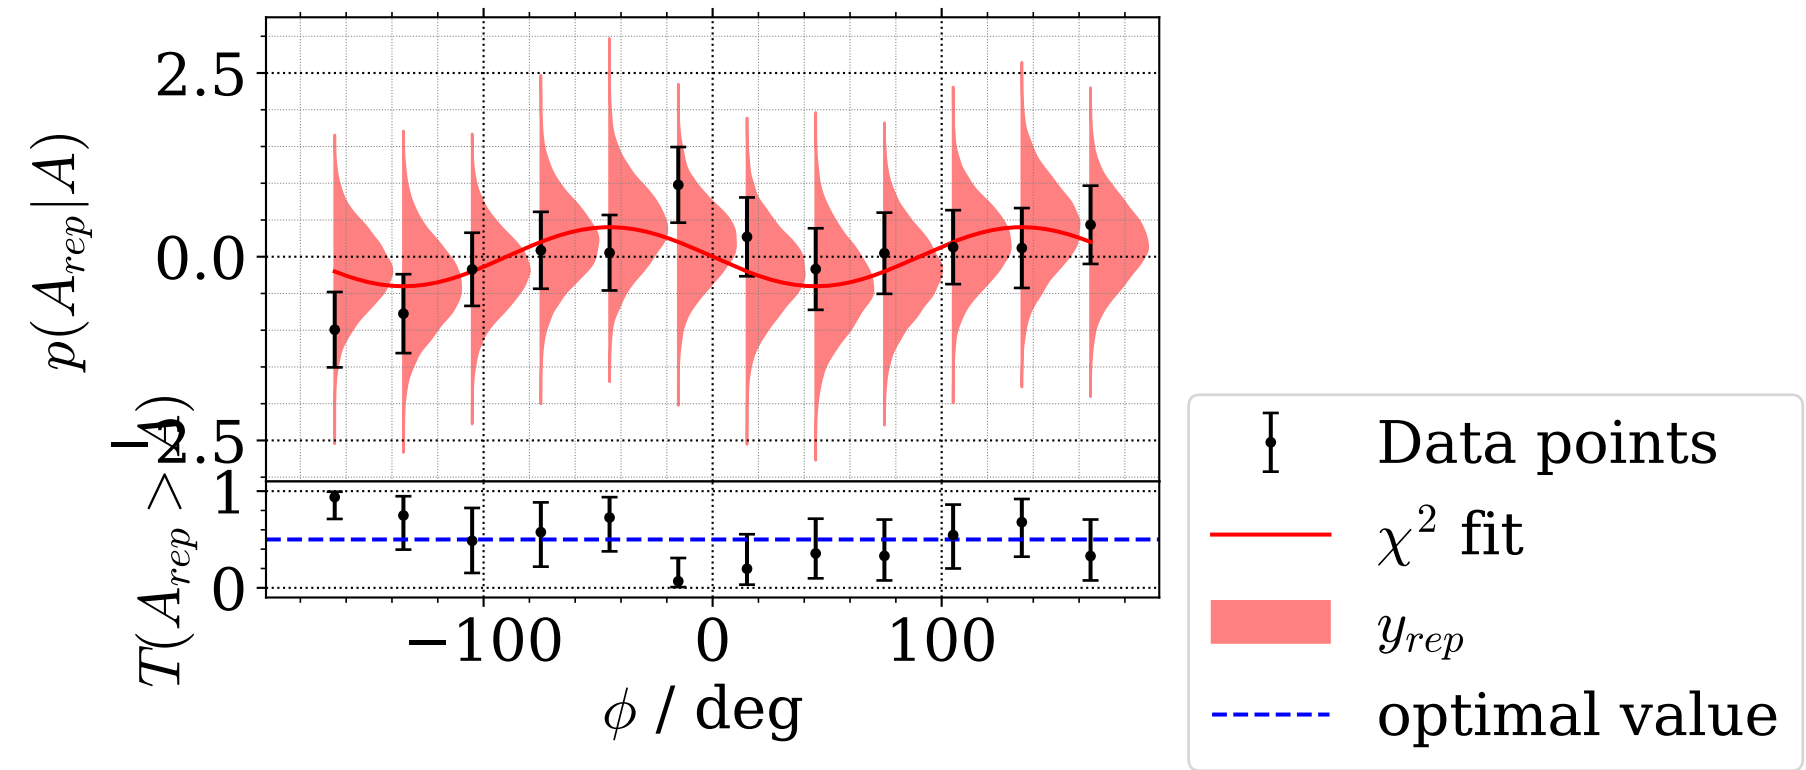 p(A_rep|A)
2.5
0.0
−2.5
T(A_rep > A)
1
0
−100 0 100
ϕ / deg
Data points
χ² fit
y_rep
optimal value